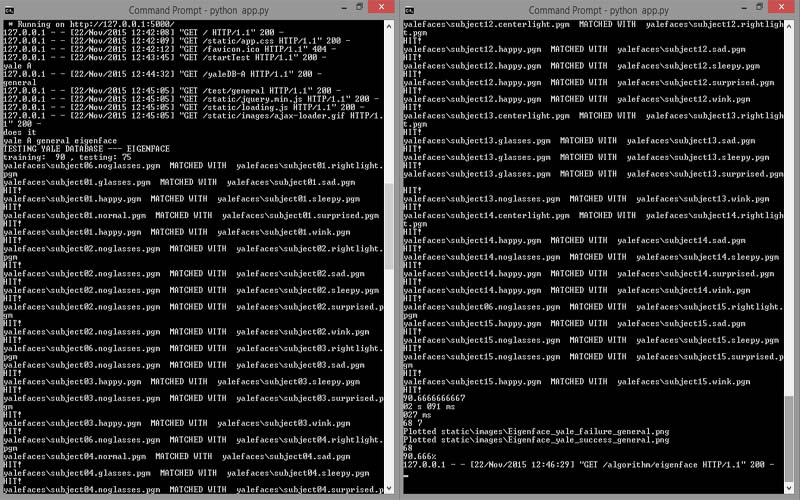 Command Prompt - python app.py
* Running on http://127.0.0.1:5000/
127.0.0.1 - - [22/Nov/2015 12:42:08] "GET / HTTP/1.1" 200 -
127.0.0.1 - - [22/Nov/2015 12:42:09] "GET /static/app.css HTTP/1.1" 200 -
127.0.0.1 - - [22/Nov/2015 12:42:12] "GET /favicon.ico HTTP/1.1" 404 -
127.0.0.1 - - [22/Nov/2015 12:43:45] "GET /startTest HTTP/1.1" 200 -
yale A
127.0.0.1 - - [22/Nov/2015 12:44:32] "GET /yaleDB-A HTTP/1.1" 200 -
general
127.0.0.1 - - [22/Nov/2015 12:45:05] "GET /test/general HTTP/1.1" 200 -
127.0.0.1 - - [22/Nov/2015 12:45:05] "GET /static/jquery.min.js HTTP/1.1" 200 -
127.0.0.1 - - [22/Nov/2015 12:45:05] "GET /static/loading.js HTTP/1.1" 200 -
127.0.0.1 - - [22/Nov/2015 12:45:05] "GET /static/images/ajax-loader.gif HTTP/1.
1" 200 -
does it
yale A general eigenface
TESTING YALE DATABASE --- EIGENFACE
training: 90 , testing: 75
yalefaces\subject06.noglasses.pgm MATCHED WITH yalefaces\subject01.rightlight.
pgm
yalefaces\subject01.glasses.pgm MATCHED WITH yalefaces\subject01.sad.pgm
HIT!
yalefaces\subject01.happy.pgm MATCHED WITH yalefaces\subject01.sleepy.pgm
HIT!
yalefaces\subject01.normal.pgm MATCHED WITH yalefaces\subject01.surprised.pgm
HIT!
yalefaces\subject01.happy.pgm MATCHED WITH yalefaces\subject01.wink.pgm
HIT!
yalefaces\subject02.noglasses.pgm MATCHED WITH yalefaces\subject02.rightlight.
pgm
HIT!
yalefaces\subject02.noglasses.pgm MATCHED WITH yalefaces\subject02.sad.pgm
HIT!
yalefaces\subject02.noglasses.pgm MATCHED WITH yalefaces\subject02.sleepy.pgm
HIT!
yalefaces\subject02.noglasses.pgm MATCHED WITH yalefaces\subject02.surprised.p
gm
HIT!
yalefaces\subject02.noglasses.pgm MATCHED WITH yalefaces\subject02.wink.pgm
HIT!
yalefaces\subject06.noglasses.pgm MATCHED WITH yalefaces\subject03.rightlight.
pgm
yalefaces\subject03.noglasses.pgm MATCHED WITH yalefaces\subject03.sad.pgm
HIT!
yalefaces\subject03.happy.pgm MATCHED WITH yalefaces\subject03.sleepy.pgm
HIT!
yalefaces\subject03.noglasses.pgm MATCHED WITH yalefaces\subject03.surprised.p
gm
HIT!
yalefaces\subject03.happy.pgm MATCHED WITH yalefaces\subject03.wink.pgm
HIT!
yalefaces\subject06.noglasses.pgm MATCHED WITH yalefaces\subject04.rightlight.
pgm
yalefaces\subject04.normal.pgm MATCHED WITH yalefaces\subject04.sad.pgm
HIT!
yalefaces\subject04.glasses.pgm MATCHED WITH yalefaces\subject04.sleepy.pgm
HIT!
Command Prompt - python app.py
yalefaces\subject12.centerlight.pgm MATCHED WITH yalefaces\subject12.rightligh
t.pgm
HIT!
yalefaces\subject12.happy.pgm MATCHED WITH yalefaces\subject12.sad.pgm
HIT!
yalefaces\subject12.happy.pgm MATCHED WITH yalefaces\subject12.sleepy.pgm
HIT!
yalefaces\subject12.happy.pgm MATCHED WITH yalefaces\subject12.surprised.pgm
HIT!
yalefaces\subject12.happy.pgm MATCHED WITH yalefaces\subject12.wink.pgm
HIT!
yalefaces\subject13.centerlight.pgm MATCHED WITH yalefaces\subject13.rightligh
t.pgm
HIT!
yalefaces\subject13.glasses.pgm MATCHED WITH yalefaces\subject13.sad.pgm
HIT!
yalefaces\subject13.glasses.pgm MATCHED WITH yalefaces\subject13.sleepy.pgm
HIT!
yalefaces\subject13.glasses.pgm MATCHED WITH yalefaces\subject13.surprised.pgm
HIT!
yalefaces\subject13.noglasses.pgm MATCHED WITH yalefaces\subject13.wink.pgm
HIT!
yalefaces\subject14.centerlight.pgm MATCHED WITH yalefaces\subject14.rightligh
t.pgm
HIT!
yalefaces\subject14.happy.pgm MATCHED WITH yalefaces\subject14.sad.pgm
HIT!
yalefaces\subject14.noglasses.pgm MATCHED WITH yalefaces\subject14.sleepy.pgm
HIT!
yalefaces\subject14.happy.pgm MATCHED WITH yalefaces\subject14.surprised.pgm
HIT!
yalefaces\subject14.happy.pgm MATCHED WITH yalefaces\subject14.wink.pgm
HIT!
yalefaces\subject06.noglasses.pgm MATCHED WITH yalefaces\subject15.rightlight.
pgm
yalefaces\subject15.happy.pgm MATCHED WITH yalefaces\subject15.sad.pgm
HIT!
yalefaces\subject15.noglasses.pgm MATCHED WITH yalefaces\subject15.sleepy.pgm
HIT!
yalefaces\subject15.noglasses.pgm MATCHED WITH yalefaces\subject15.surprised.p
gm
HIT!
yalefaces\subject15.happy.pgm MATCHED WITH yalefaces\subject15.wink.pgm
HIT!
90.6666666667
02 s 091 ms
027 ms
68 7
Plotted static\images\Eigenface_yale_failure_general.png
Plotted static\images\Eigenface_yale_success_general.png
68
90.666%
127.0.0.1 - - [22/Nov/2015 12:46:29] "GET /algorithm/eigenface HTTP/1.1" 200 -